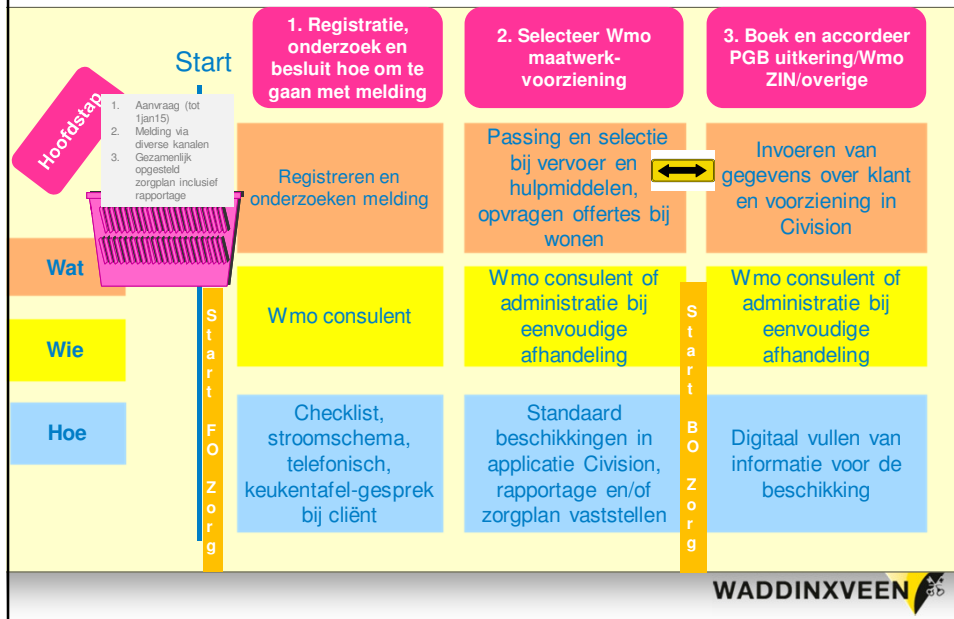 Start
Hoofdstap
1. Aanvraag (tot
1jan15)
2. Melding via
diverse kanalen
3. Gezamenlijk
opgesteld
zorgplan inclusief
rapportage
1. Registratie,
onderzoek en
besluit hoe om te
gaan met melding
2. Selecteer Wmo
maatwerk-
voorziening
3. Boek en accordeer
PGB uitkering/Wmo
ZIN/overige
Wat
Registreren en
onderzoeken melding
Passing en selectie
bij vervoer en
hulpmiddelen,
opvragen offertes bij
wonen
Invoeren van
gegevens over klant
en voorziening in
Civision
Wie
Wmo consulent
Wmo consulent of
administratie bij
eenvoudige
afhandeling
Wmo consulent of
administratie bij
eenvoudige
afhandeling
Hoe
Checklist,
stroomschema,
telefonisch,
keukentafel-gesprek
bij cliënt
Standaard
beschikkingen in
applicatie Civision,
rapportage en/of
zorgplan vaststellen
Digitaal vullen van
informatie voor de
beschikking
Start FO Zorg
Start BO Zorg
WADDINXVEEN